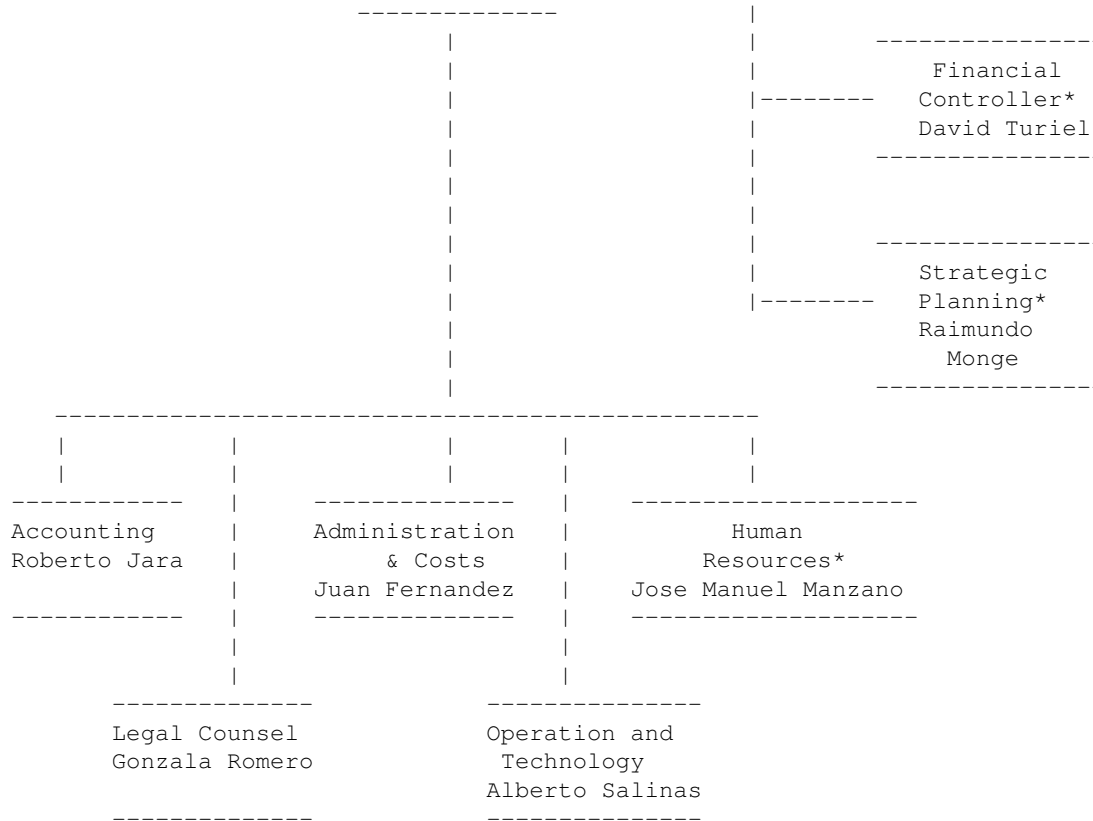 Financial
Controller*
David Turiel
Strategic
Planning*
Raimundo
Monge
Accounting
Roberto Jara
Administration
& Costs
Juan Fernandez
Human
Resources*
Jose Manuel Manzano
Legal Counsel
Gonzala Romero
Operation and
Technology
Alberto Salinas